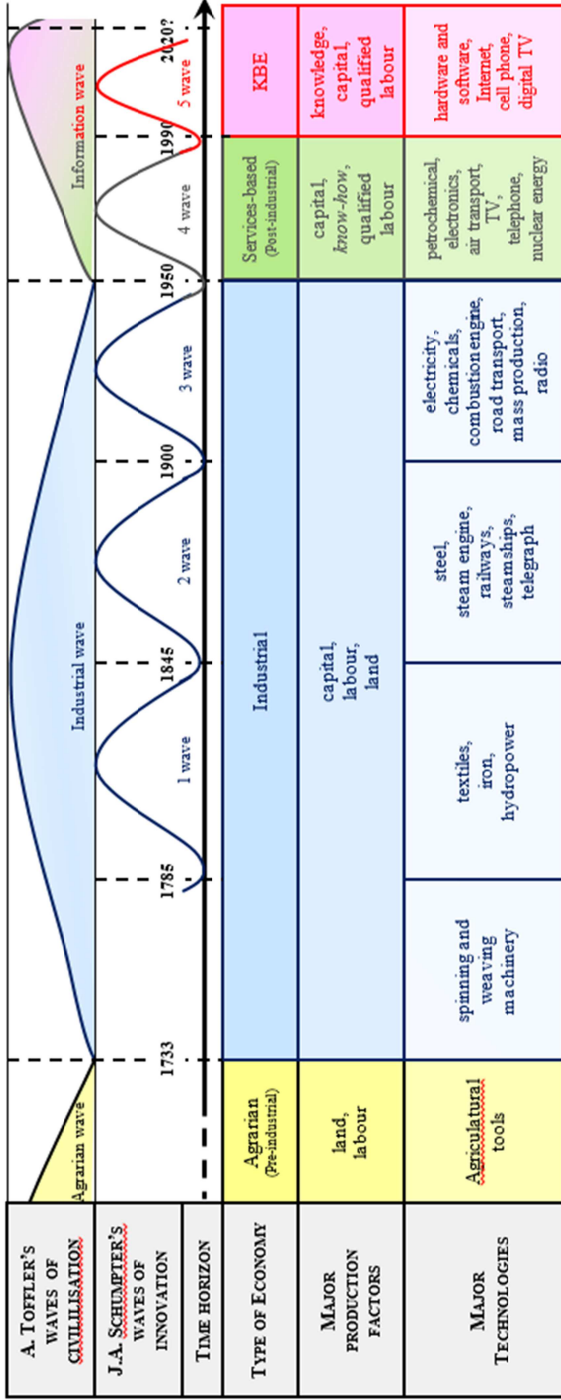 A. TOFFLER'S
WAVES OF
CIVILILISATION
Agrarian wave
Industrial wave
Information wave
J.A. SCHUMPTER'S
WAVES OF
INNOVATION
1 wave
2 wave
3 wave
4 wave
5 wave
TIME HORIZON
1733
1785
1845
1900
1950
1990
2020?
TYPE OF ECONOMY
Agrarian
(Pre-industrial)
Industrial
Services-based
(Post-industrial)
KBE
MAJOR
PRODUCTION
FACTORS
land,
labour
capital,
labour,
land
capital,
know-how,
qualified
labour
knowledge,
capital,
qualified
labour
MAJOR
TECHNOLOGIES
Agriculatural
tools
spinning and
weaving
machinery
textiles,
iron,
hydropower
steel,
steam engine,
railways,
steamships,
telegraph
electricity,
chemicals,
combustion engine,
road transport,
mass production,
radio
petrochemical,
electronics,
air transport,
TV,
telephone,
nuclear energy
hardware and
software,
Internet,
cell phone,
digital TV